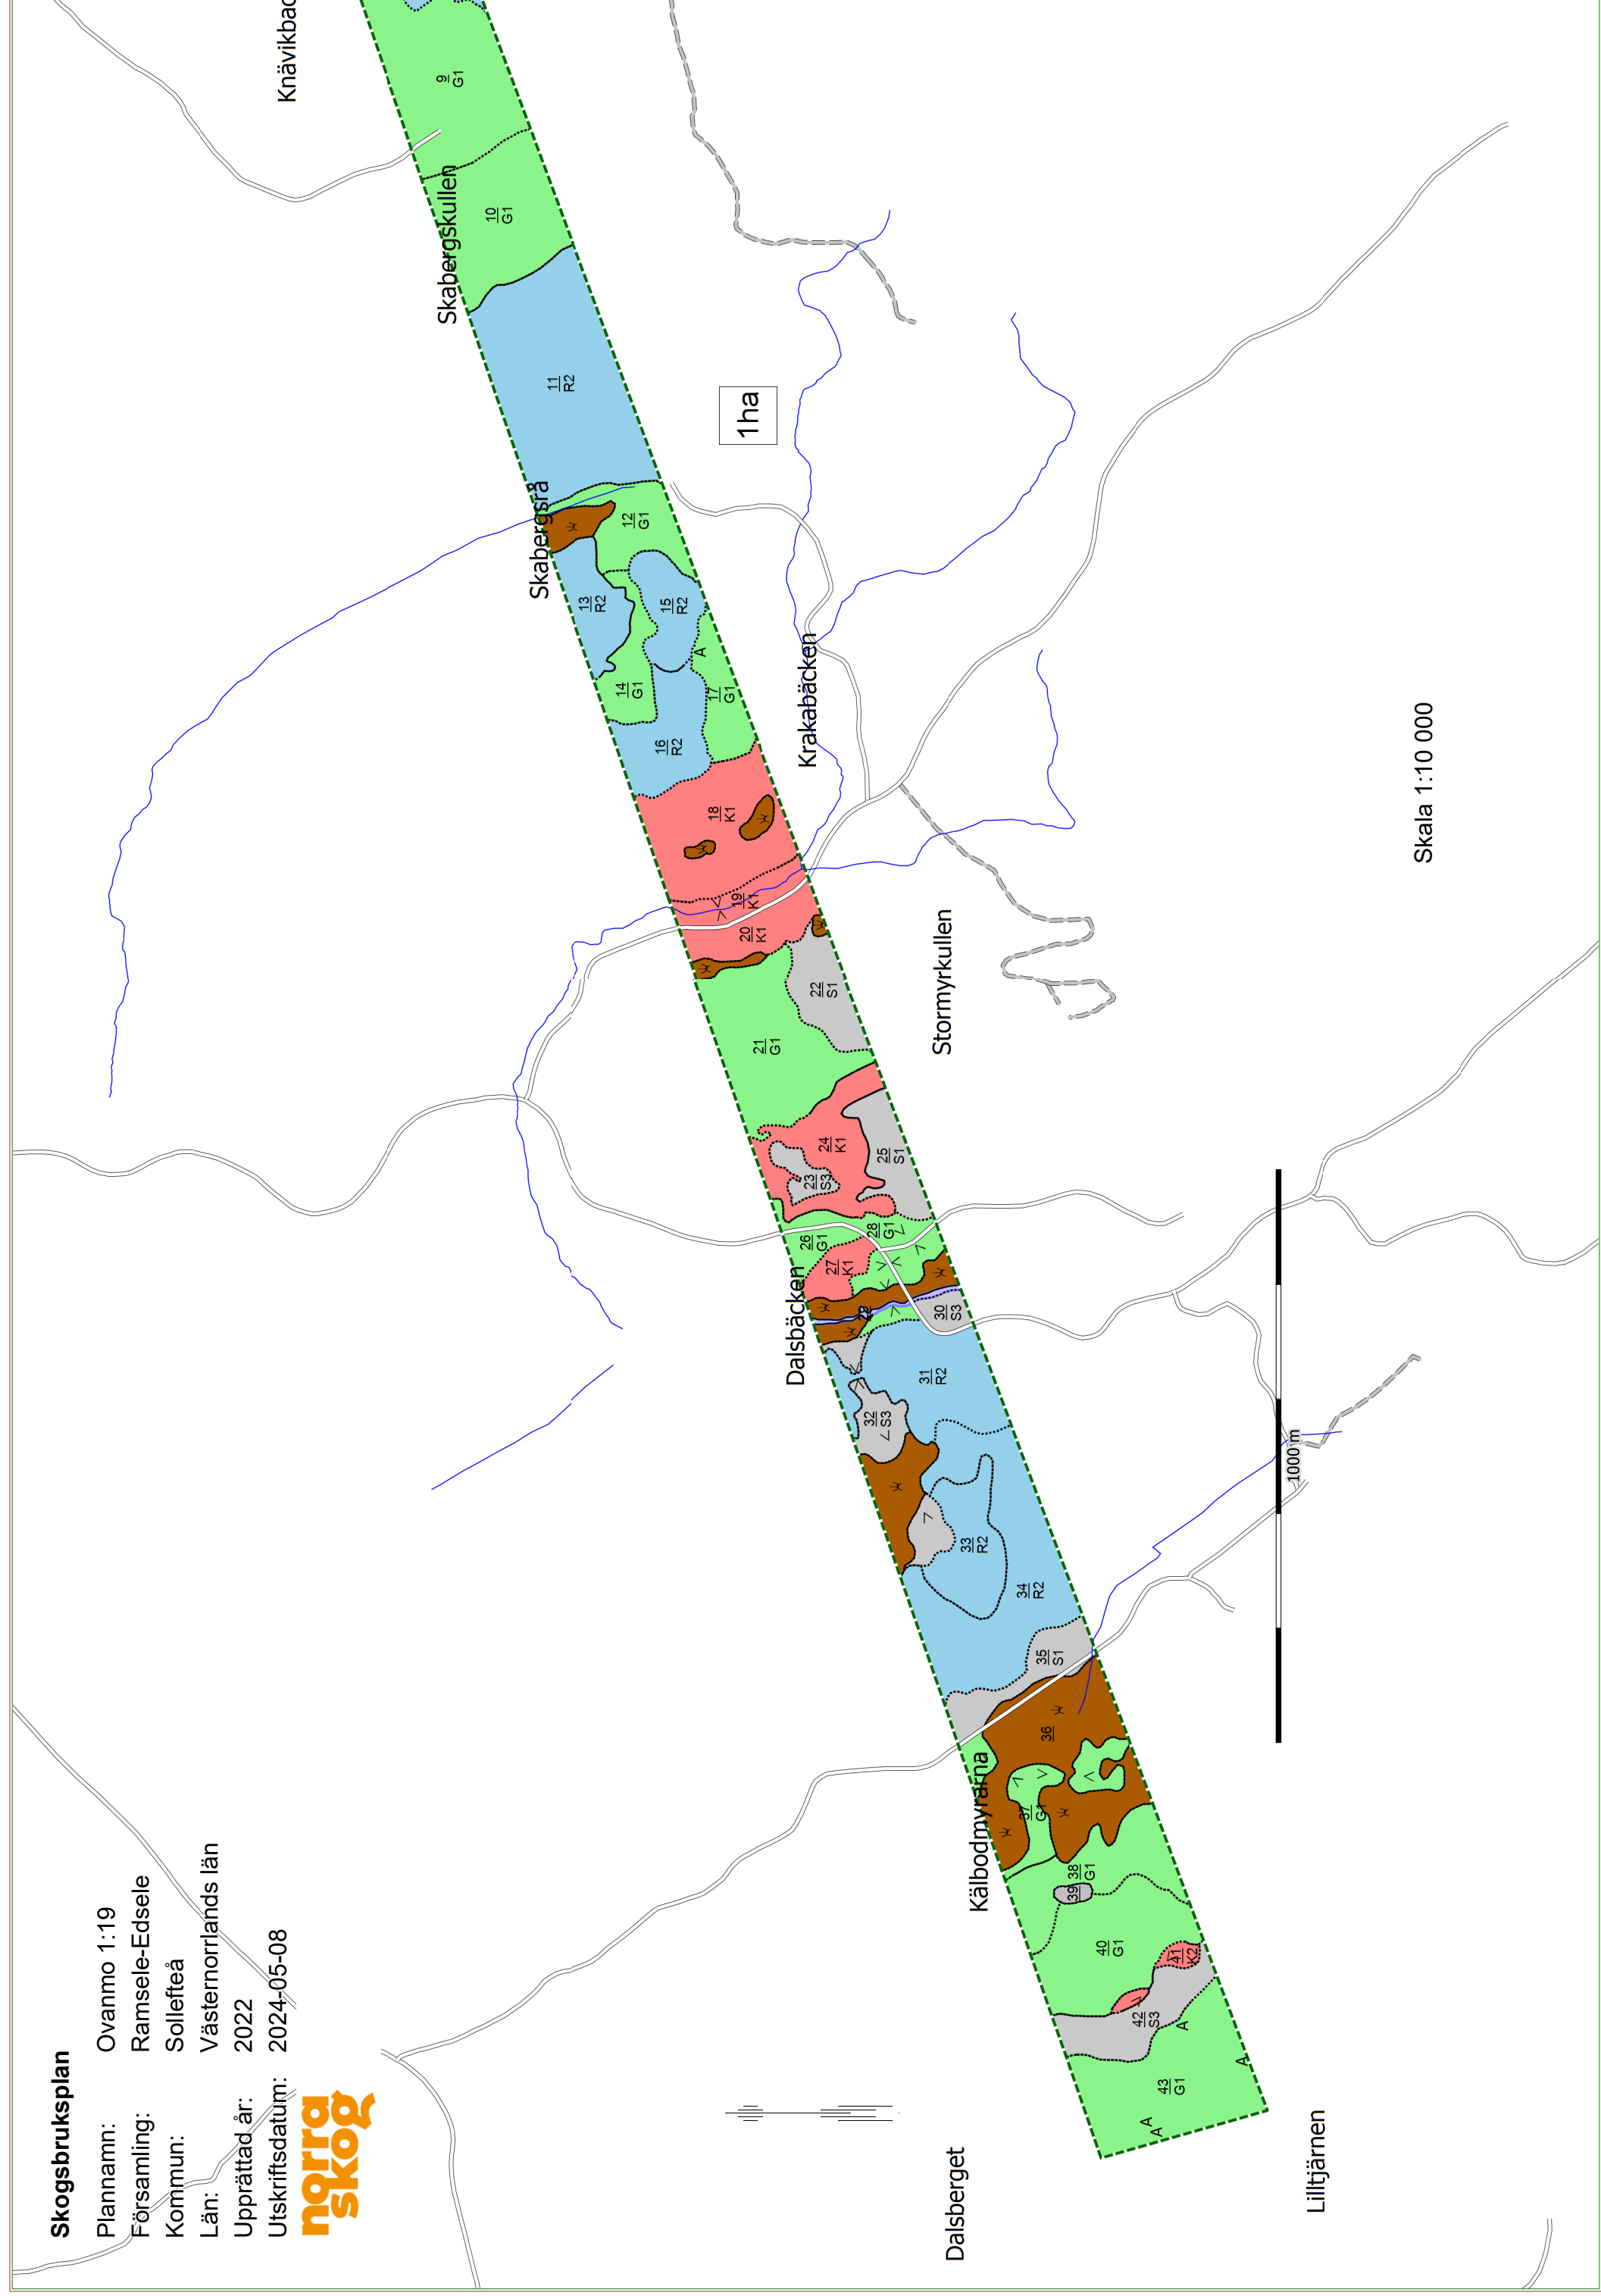 Skogsbruksplan
Plannamn: Ovanmo 1:19
Församling: Ramsele-Edsele
Kommun: Sollefteå
Län: Västernorrlands län
Upprättad år: 2022
Utskriftsdatum: 2024-05-08
norra
skog
Knävikbac
9
G1
Skabergskullen
10
G1
11
R2
1ha
Skabergsrå
12
G1
13
R2
14
G1
15
R2
A
16
R2
17
G1
Krakabäcken
18
K1
19
K1
20
K1
21
G1
22
S1
Stormyrkullen
23
S3
24
K1
25
S1
26
G1
27
K1
28
G1
Dalsbäcken
30
S3
31
R2
32
S3
33
R2
34
R2
35
S1
36
37
G1
Kälbodmyrarna
38
G1
39
40
G1
41
K2
42
S3
A
43
G1
A
A
A
Dalsberget
Lilltjärnen
1000 m
Skala 1:10 000